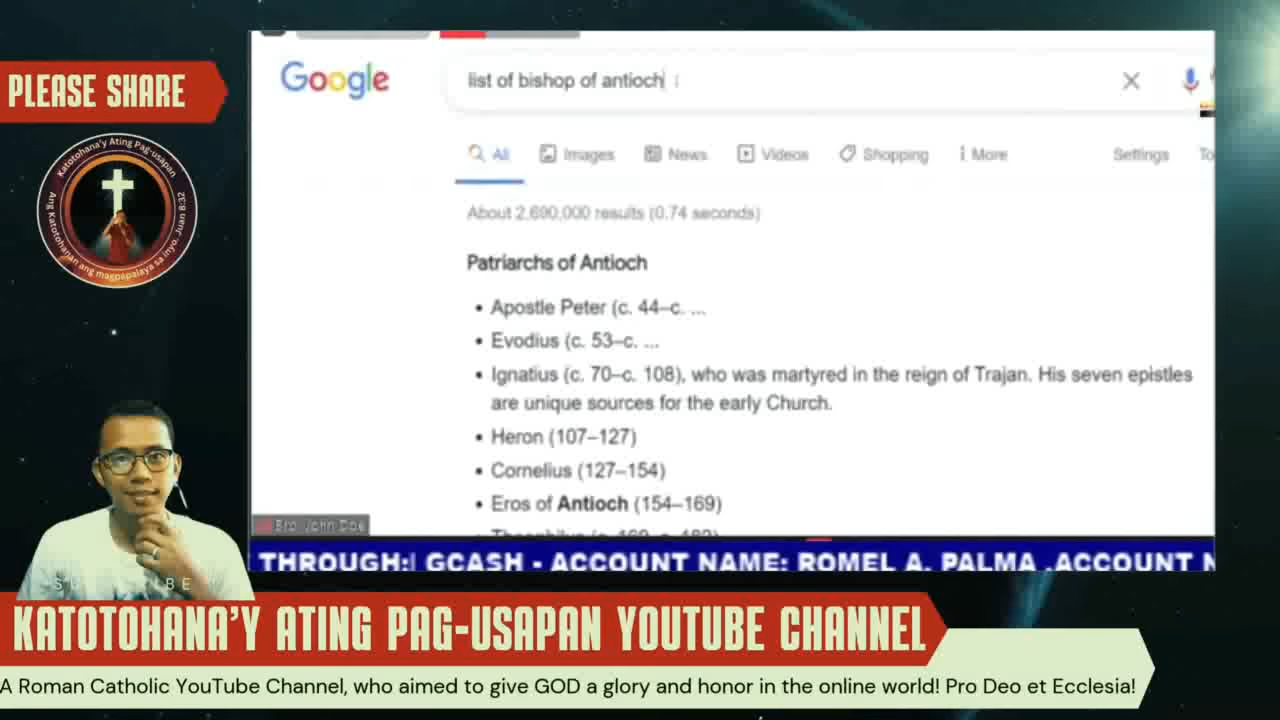 PLEASE SHARE
Katotohana'y Ating Pag-usapan
Ang Katotohanan ang magpapalaya sa inyo. Juan 8:32
Google
list of bishop of antioch
All
Images
News
Videos
Shopping
More
Settings
About 2,690,000 results (0.74 seconds)
Patriarchs of Antioch
• Apostle Peter (c. 44–c. ...
• Evodius (c. 53–c. ...
• Ignatius (c. 70–c. 108), who was martyred in the reign of Trajan. His seven epistles
are unique sources for the early Church.
• Heron (107–127)
• Cornelius (127–154)
• Eros of Antioch (154–169)
Bro John Doe
THROUGH:| GCASH - ACCOUNT NAME: ROMEL A. PALMA .ACCOUNT
KATOTOHANA'Y ATING PAG-USAPAN YOUTUBE CHANNEL
A Roman Catholic YouTube Channel, who aimed to give GOD a glory and honor in the online world! Pro Deo et Ecclesia!